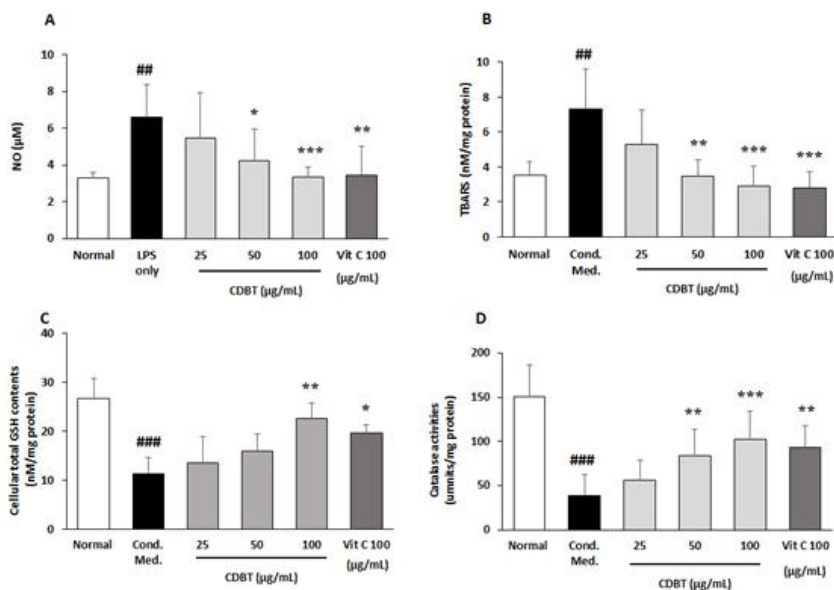 A
10
8
6
4
2
0
NO (µM)
##
*
***
**
Normal
LPS only
25
50
100
Vit C 100
(µg/mL)
CDBT (µg/mL)
B
10
8
6
4
2
0
TBARS (nM/mg protein)
##
**
***
***
Normal
Cond. Med.
25
50
100
Vit C 100
(µg/mL)
CDBT (µg/mL)
C
40
30
20
10
0
Cellular total GSH contents
(nM/mg protein)
###
**
*
Normal
Cond. Med.
25
50
100
Vit C 100
(µg/mL)
CDBT (µg/mL)
D
200
150
100
50
0
Catalase activities
(umnits/mg protein)
###
**
***
**
Normal
Cond. Med.
25
50
100
Vit C 100
(µg/mL)
CDBT (µg/mL)